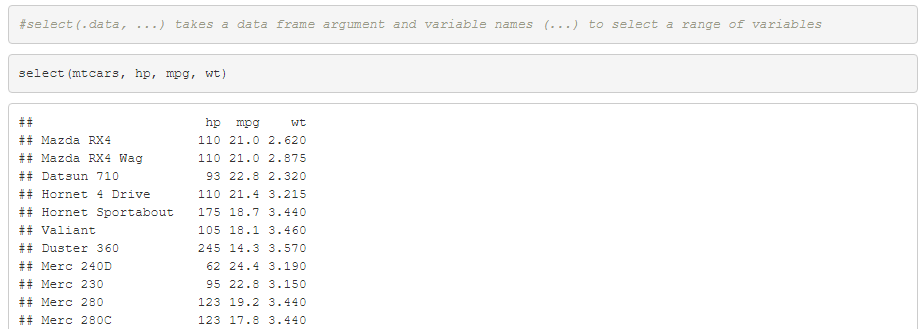 #select(.data, ...) takes a data frame argument and variable names (...) to select a range of variables
select(mtcars, hp, mpg, wt)
##                      hp  mpg    wt
## Mazda RX4           110 21.0 2.620
## Mazda RX4 Wag       110 21.0 2.875
## Datsun 710           93 22.8 2.320
## Hornet 4 Drive      110 21.4 3.215
## Hornet Sportabout   175 18.7 3.440
## Valiant             105 18.1 3.460
## Duster 360          245 14.3 3.570
## Merc 240D            62 24.4 3.190
## Merc 230             95 22.8 3.150
## Merc 280            123 19.2 3.440
## Merc 280C           123 17.8 3.440